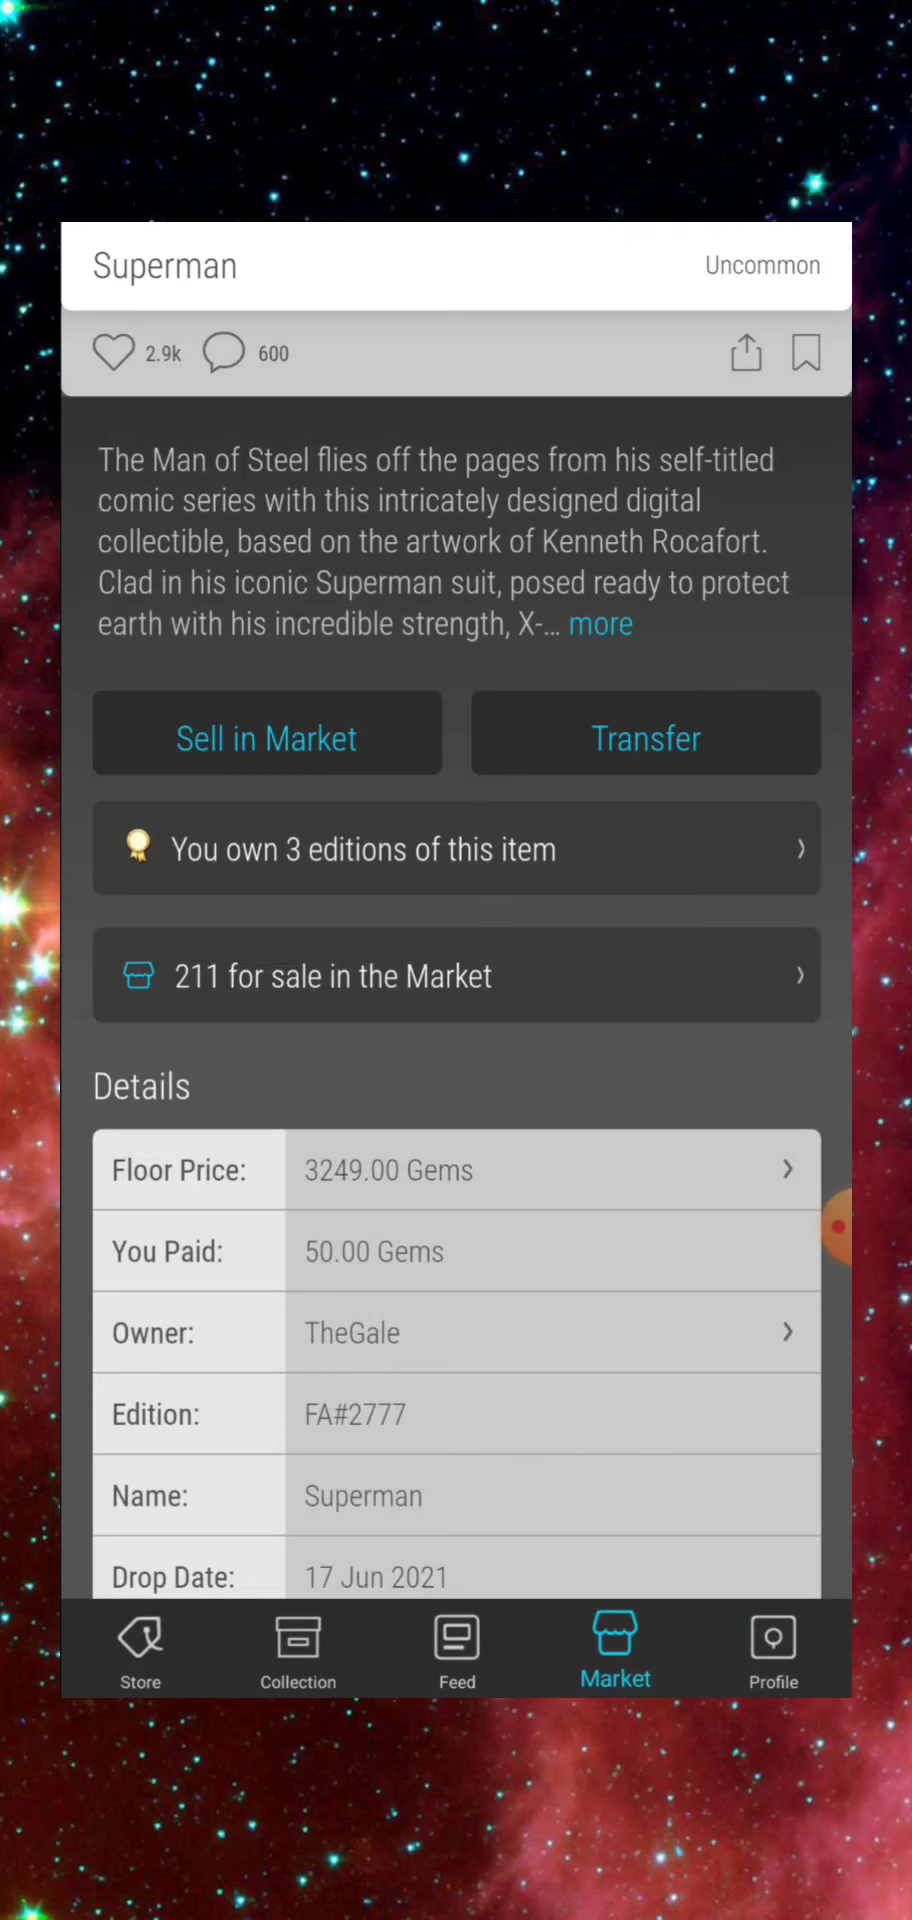 Superman
Uncommon
2.9k
600
The Man of Steel flies off the pages from his self-titled
comic series with this intricately designed digital
collectible, based on the artwork of Kenneth Rocafort.
Clad in his iconic Superman suit, posed ready to protect
earth with his incredible strength, X-... more
Sell in Market
Transfer
You own 3 editions of this item
211 for sale in the Market
Details
Floor Price: 3249.00 Gems
You Paid: 50.00 Gems
Owner: TheGale
Edition: FA#2777
Name: Superman
Drop Date: 17 Jun 2021
Store
Collection
Feed
Market
Profile